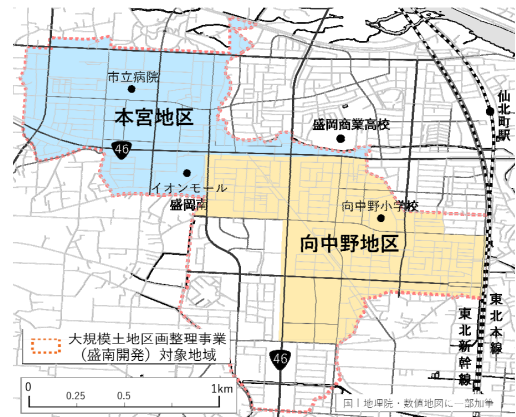 市立病院
本宮地区
盛岡商業高校
仙北町駅
46
イオンモール
盛岡南
向中野小学校
向中野地区
46
東北新幹線
東北本線
大規模土地区画整理事業
（盛南開発）対象地域
0 0.25 0.5 1km
図｜地理院・数値地図に一部加筆